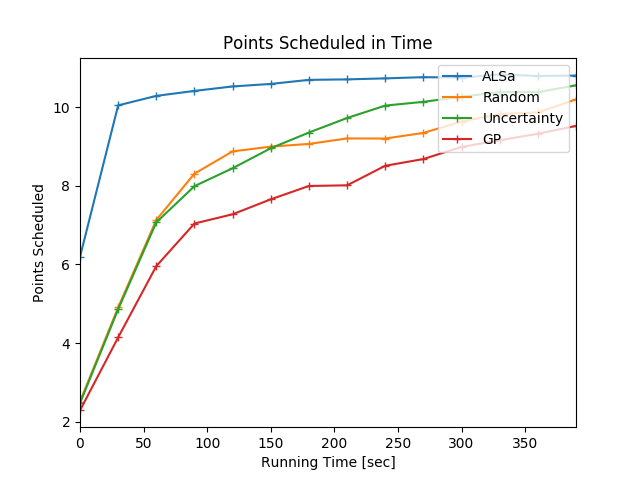 Points Scheduled in Time
ALSa
Random
Uncertainty
GP
Points Scheduled
10
8
6
4
2
0 50 100 150 200 250 300 350
Running Time [sec]